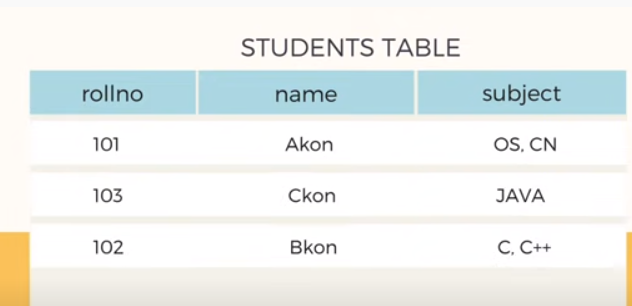 STUDENTS TABLE
rollno name subject
101 Akon OS, CN
103 Ckon JAVA
102 Bkon C, C++